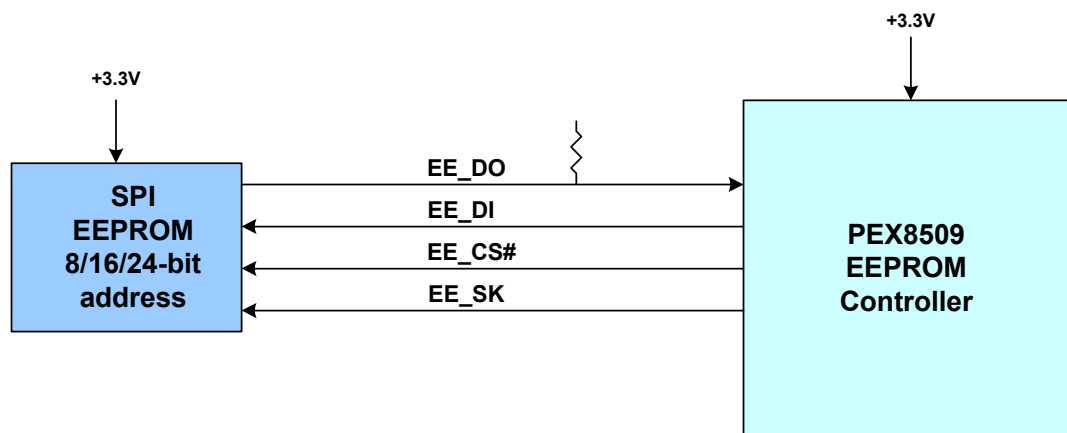 +3.3V
+3.3V
SPI
EEPROM
8/16/24-bit
address
EE_DO
EE_DI
EE_CS#
EE_SK
PEX8509
EEPROM
Controller